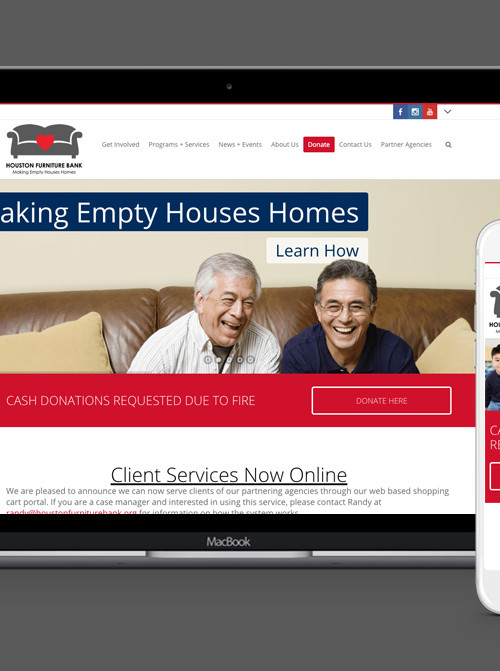 HOUSTON FURNITURE BANK
Making Empty Houses Homes
Get Involved Programs + Services News + Events About Us Donate Contact Us Partner Agencies
aking Empty Houses Homes
Learn How
CASH DONATIONS REQUESTED DUE TO FIRE
DONATE HERE
Client Services Now Online
We are pleased to announce we can now serve clients of our partnering agencies through our web based shopping
cart portal. If you are a case manager and interested in using this service, please contact Randy at
randy@houstonfurniturebank.org for information on how the system works.
MacBook
HO
CA
RE